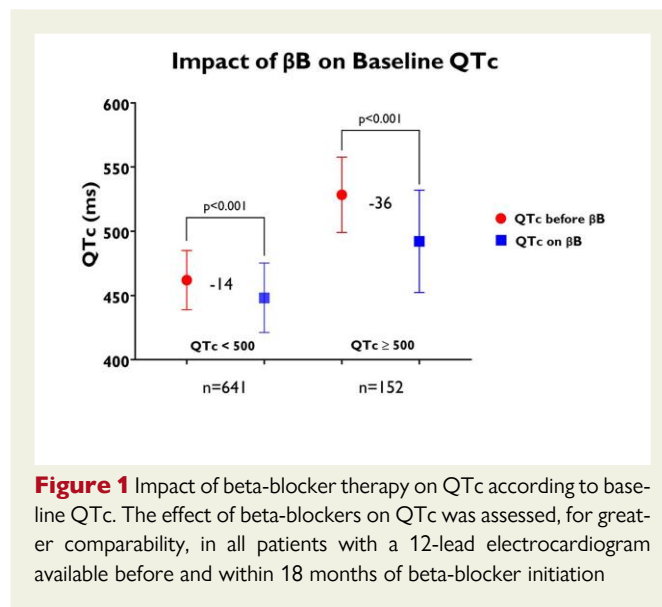 Impact of βB on Baseline QTc
600
550
500
450
400
QTc (ms)
p<0.001
p<0.001
-14
-36
QTc before βB
QTc on βB
QTc < 500
QTc ≥ 500
n=641
n=152
Figure 1 Impact of beta-blocker therapy on QTc according to base-
line QTc. The effect of beta-blockers on QTc was assessed, for great-
er comparability, in all patients with a 12-lead electrocardiogram
available before and within 18 months of beta-blocker initiation